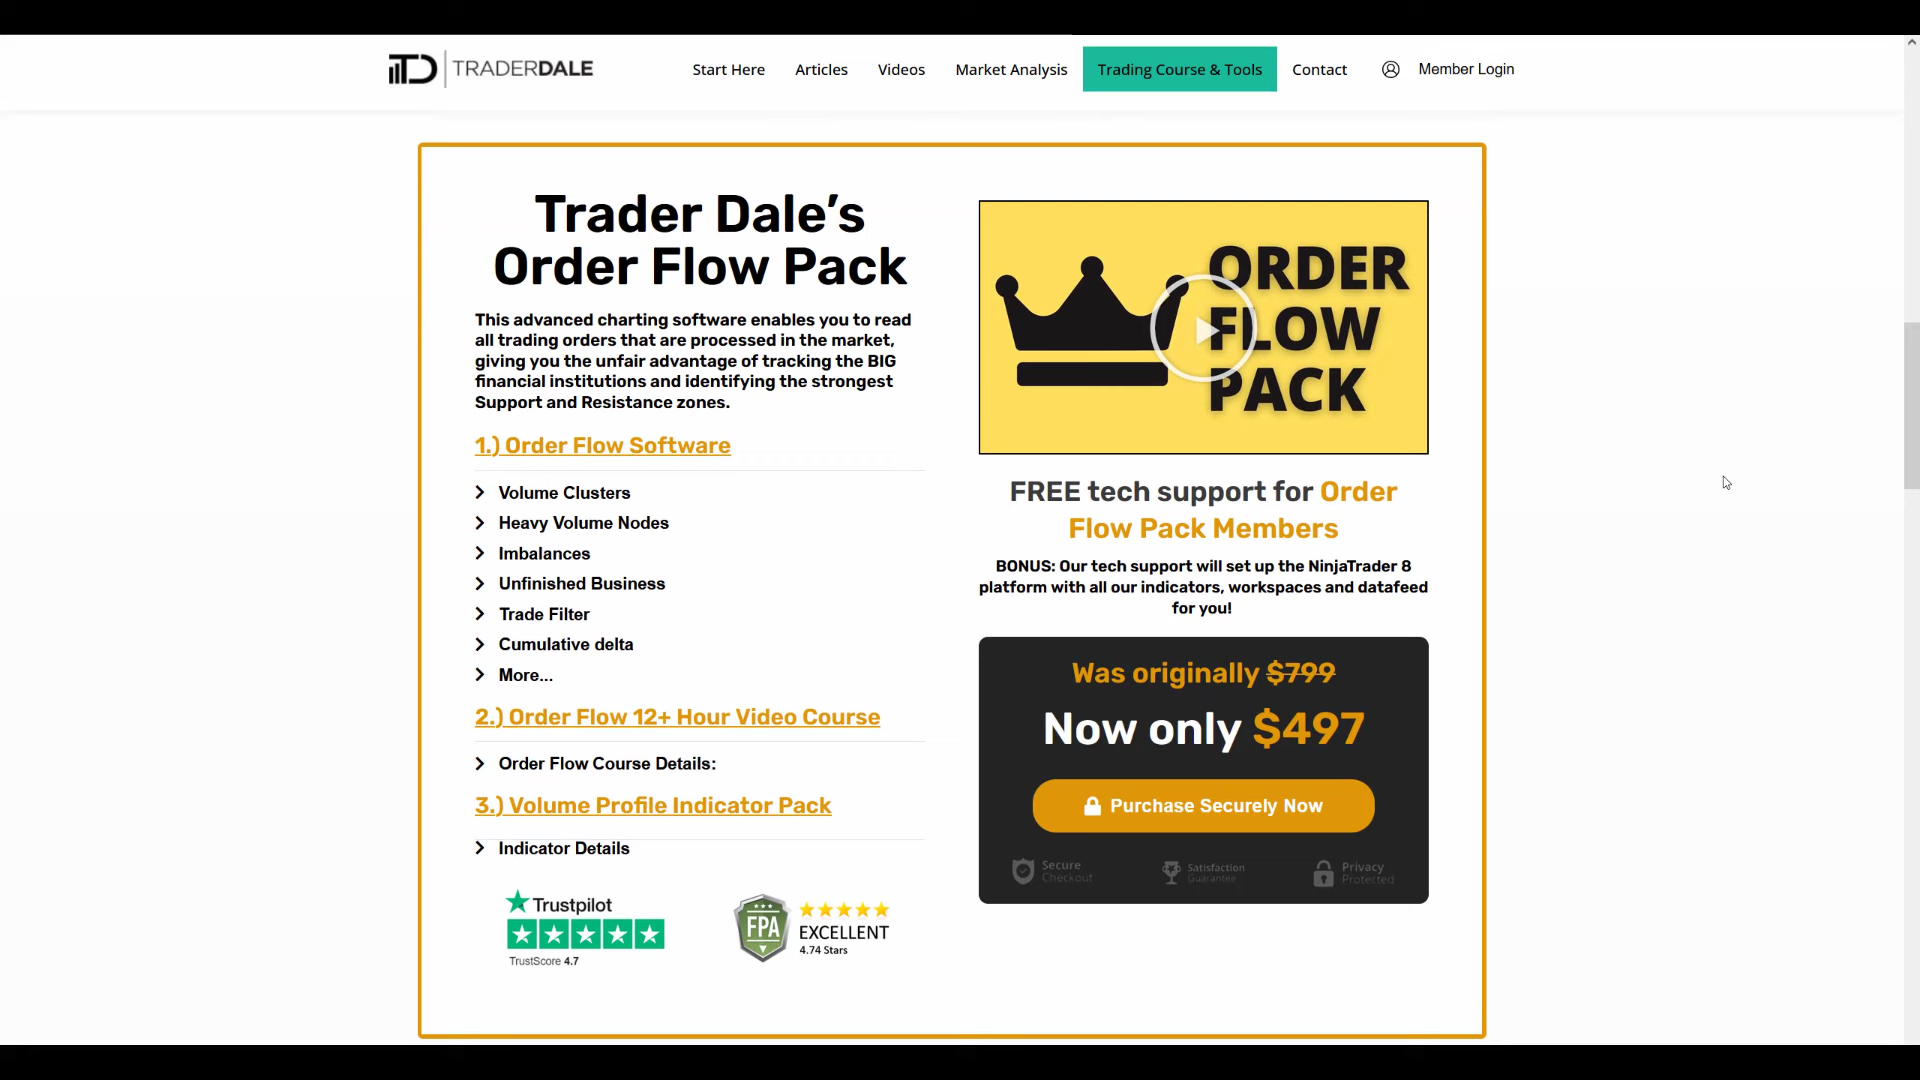 TRADERDALE
Start Here
Articles
Videos
Market Analysis
Trading Course & Tools
Contact
Member Login
Trader Dale’s
Order Flow Pack
This advanced charting software enables you to read
all trading orders that are processed in the market,
giving you the unfair advantage of tracking the BIG
financial institutions and identifying the strongest
Support and Resistance zones.
1.) Order Flow Software
Volume Clusters
Heavy Volume Nodes
Imbalances
Unfinished Business
Trade Filter
Cumulative delta
More...
2.) Order Flow 12+ Hour Video Course
Order Flow Course Details:
3.) Volume Profile Indicator Pack
Indicator Details
Trustpilot
TrustScore 4.7
FPA
EXCELLENT
4.74 Stars
ORDER
FLOW
PACK
FREE tech support for Order
Flow Pack Members
BONUS: Our tech support will set up the NinjaTrader 8
platform with all our indicators, workspaces and datafeed
for you!
Was originally $799
Now only $497
Purchase Securely Now
Secure
Checkout
Satisfaction
Guarantee
Privacy
Protected